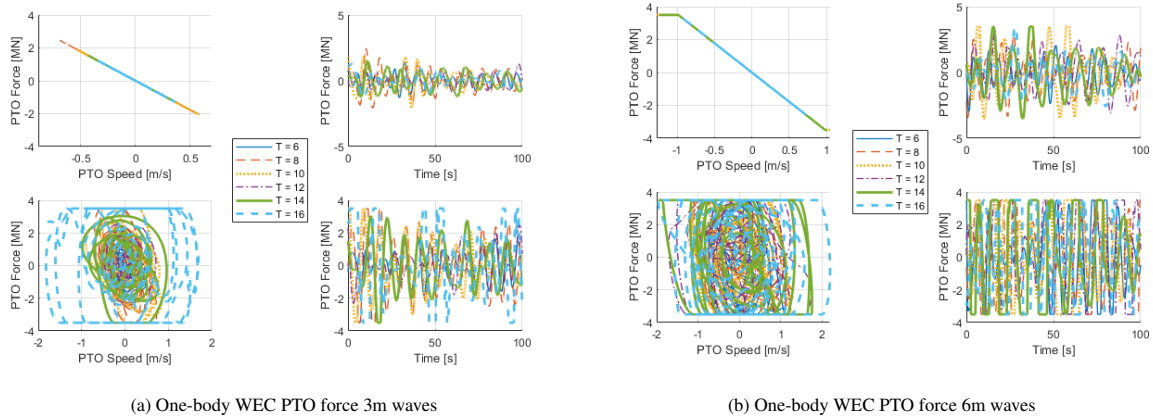 4
2
0
-2
-4
PTO Force [MN]
-0.5
0
0.5
PTO Speed [m/s]
5
0
5
PTO Force [MN]
0
50
100
Time [s]
T = 6
T = 8
T = 10
T = 12
T = 14
T = 16
4
2
0
-2
-4
PTO Force [MN]
-2
-1
0
1
2
PTO Speed [m/s]
4
2
0
-2
-4
PTO Force [MN]
0
50
100
Time [s]
(a) One-body WEC PTO force 3m waves
4
2
0
-2
-4
PTO Force [MN]
-1
-0.5
0
0.5
1
PTO Speed [m/s]
5
0
5
PTO Force [MN]
0
50
100
Time [s]
T = 6
T = 8
T = 10
T = 12
T = 14
T = 16
4
2
0
-2
-4
PTO Force [MN]
-2
-1
0
1
2
PTO Speed [m/s]
4
2
0
-2
-4
PTO Force [MN]
0
50
100
Time [s]
(b) One-body WEC PTO force 6m waves